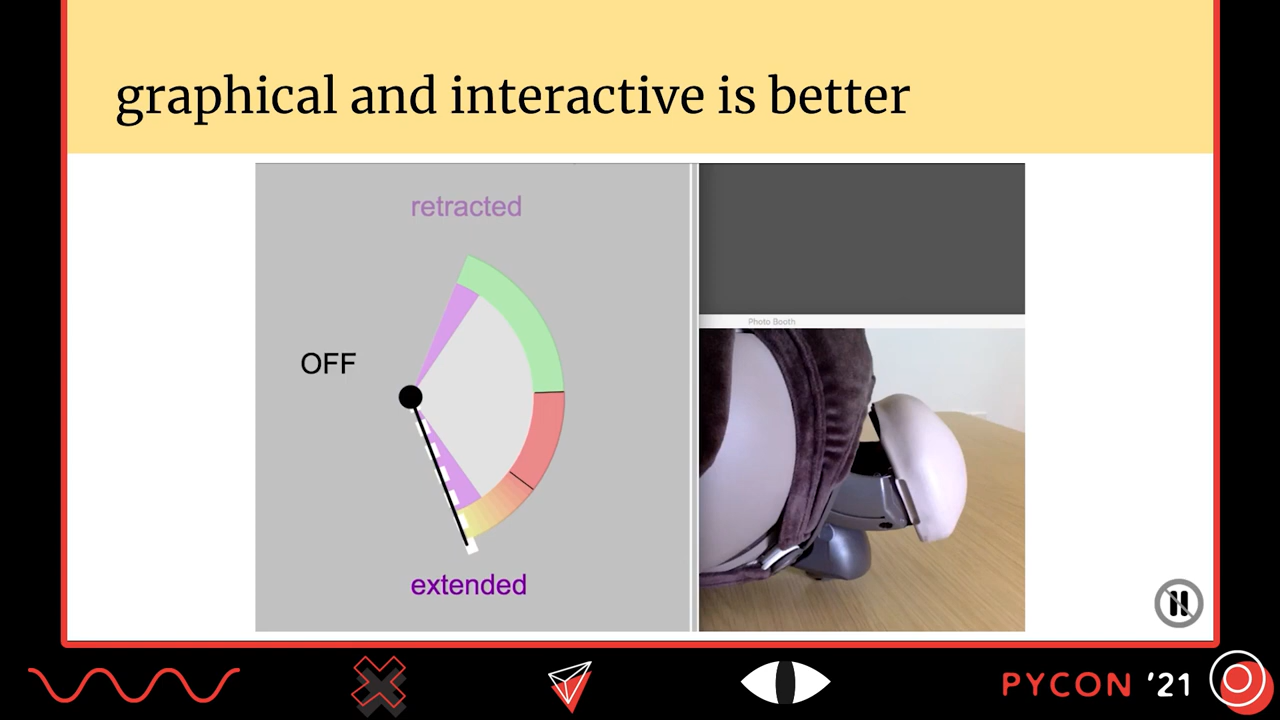 graphical and interactive is better
retracted
OFF
extended
Photo Booth
PYCON '21